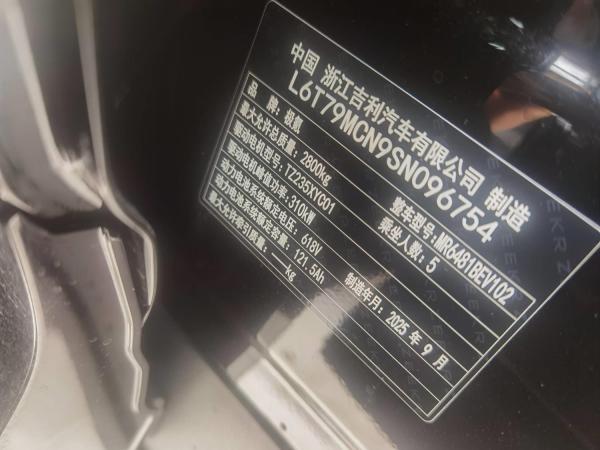 中国 浙江吉利汽车有限公司 制造
L6T79MCN9SN096754
品 牌：极氪 整车型号：MR6481BEV102
最大允许总质量：2800kg 乘坐人数：5
驱动电机型号：TZ235XYC01
驱动电机峰值功率：310kW
动力电池系统额定电压：618V
动力电池系统额定容量：121.5Ah
最大允许牵引质量：——kg 制造年月：2025 年 9 月